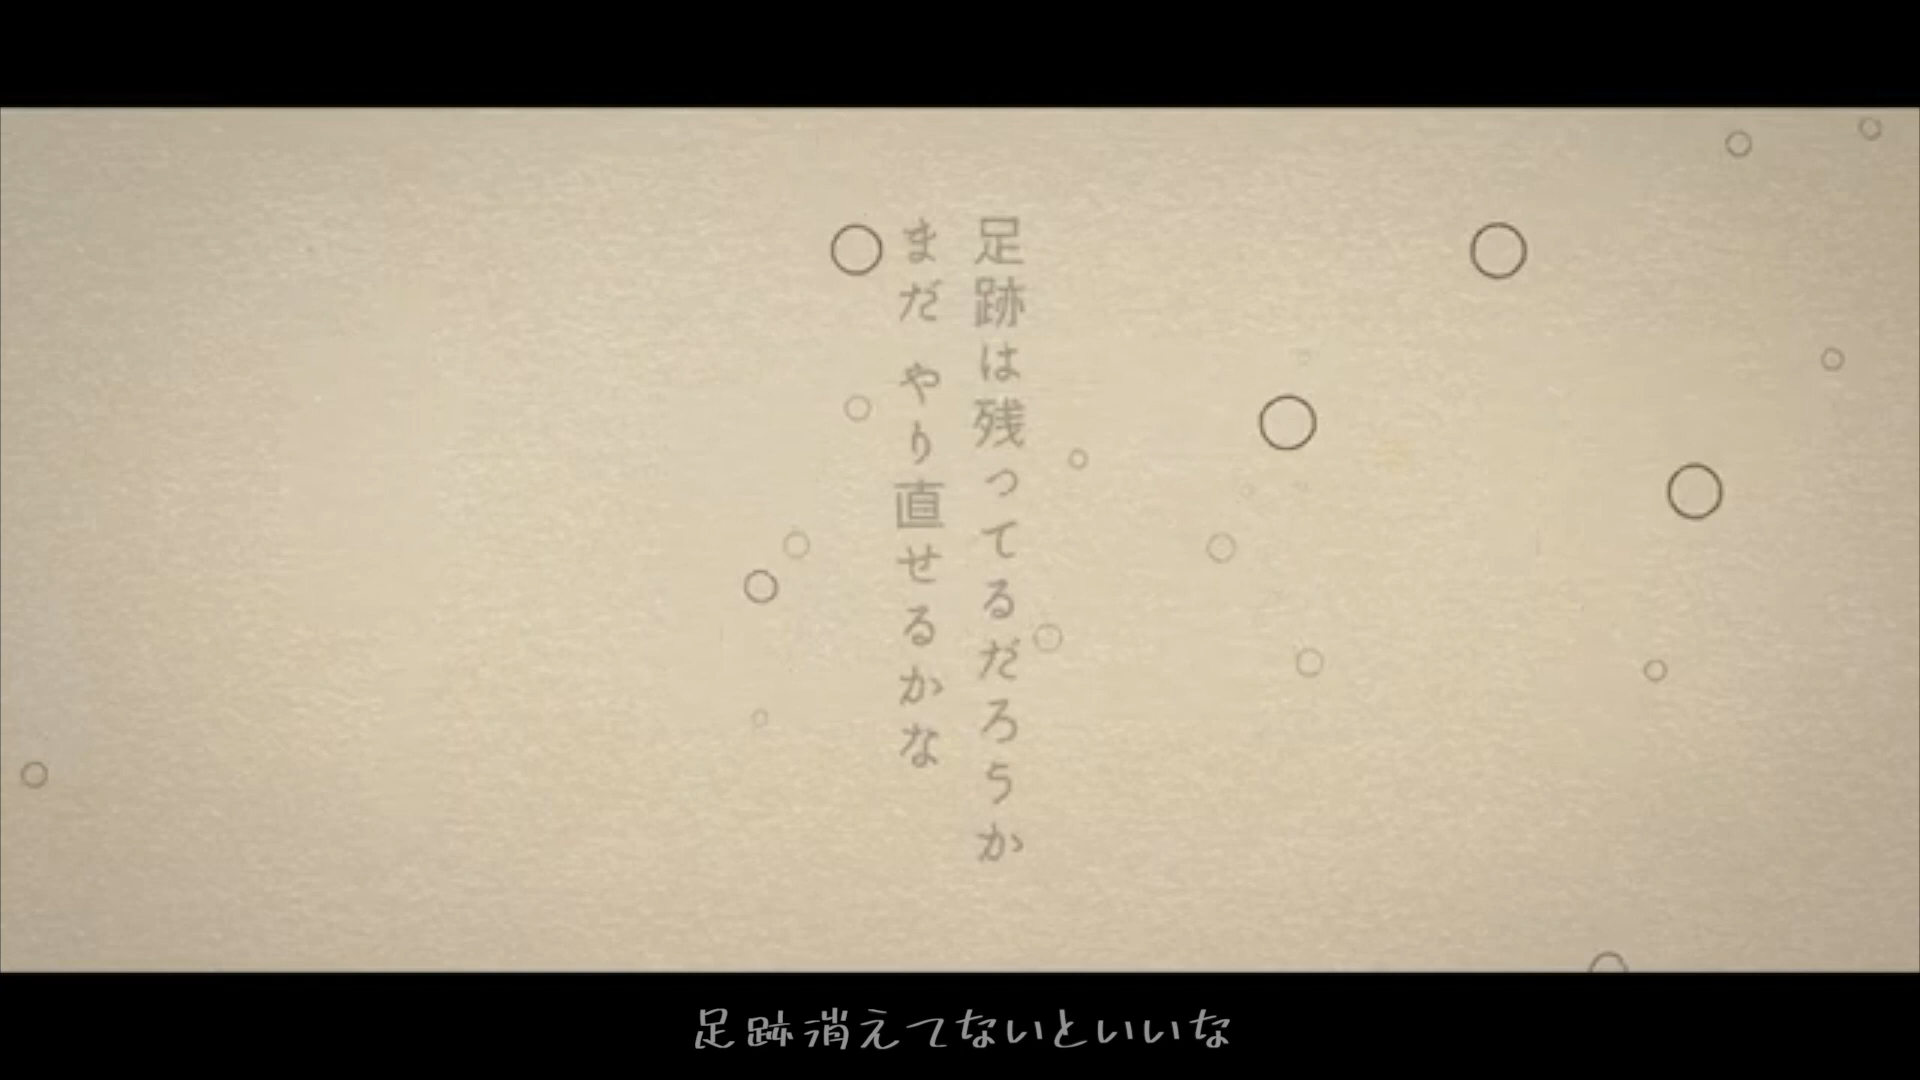 足跡は残ってるだろうか
まだ やり直せるかな
足跡消えてないといいな